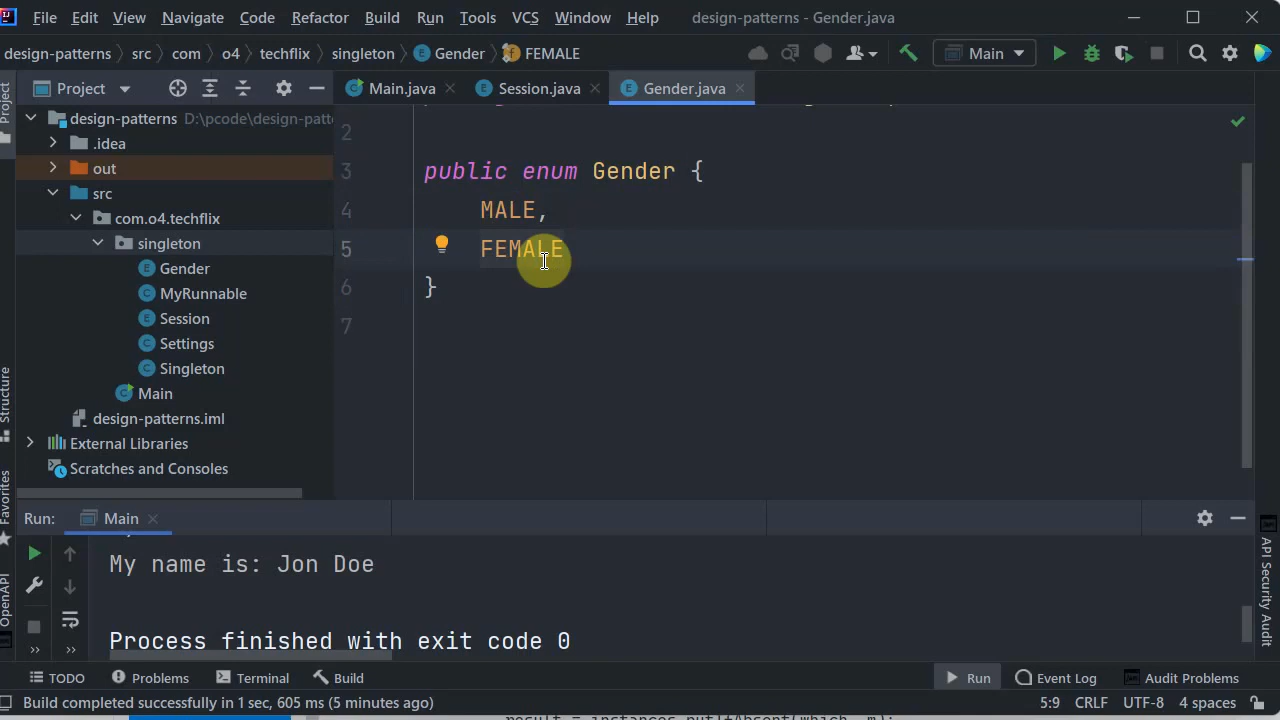 File Edit View Navigate Code Refactor Build Run Tools VCS Window Help design-patterns - Gender.java
design-patterns src com o4 techflix singleton Gender FEMALE Main
Project Main.java Session.java Gender.java
Project
design-patterns D:\pcode\design-patt
.idea
out
src
com.o4.techflix
singleton
Gender
MyRunnable
Session
Settings
Singleton
Main
design-patterns.iml
External Libraries
Scratches and Consoles
2
3 public enum Gender {
4 MALE,
5 FEMALE
6 }
7
Structure
Favorites
OpenAPI
API Security Audit
Run: Main
My name is: Jon Doe
Process finished with exit code 0
TODO Problems Terminal Build Run Event Log Audit Problems
Build completed successfully in 1 sec, 605 ms (5 minutes ago) 5:9 CRLF UTF-8 4 spaces